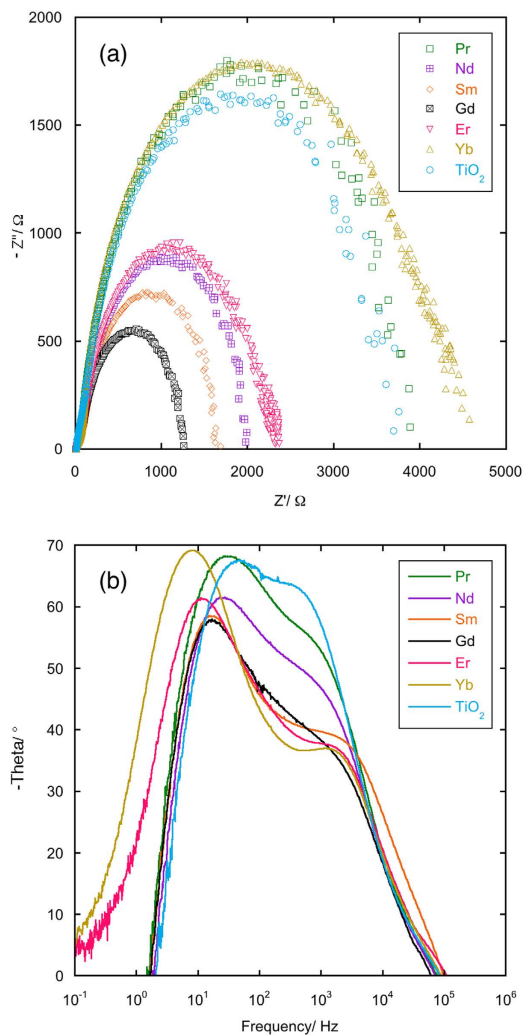 (a)
Pr
Nd
Sm
Gd
Er
Yb
TiO₂
2000
1500
1000
500
0
- Z''/ Ω
0 1000 2000 3000 4000 5000
Z'/ Ω
(b)
Pr
Nd
Sm
Gd
Er
Yb
TiO₂
70
60
50
40
30
20
10
0
-Theta/ °
10⁻¹ 10⁰ 10¹ 10² 10³ 10⁴ 10⁵ 10⁶
Frequency/ Hz